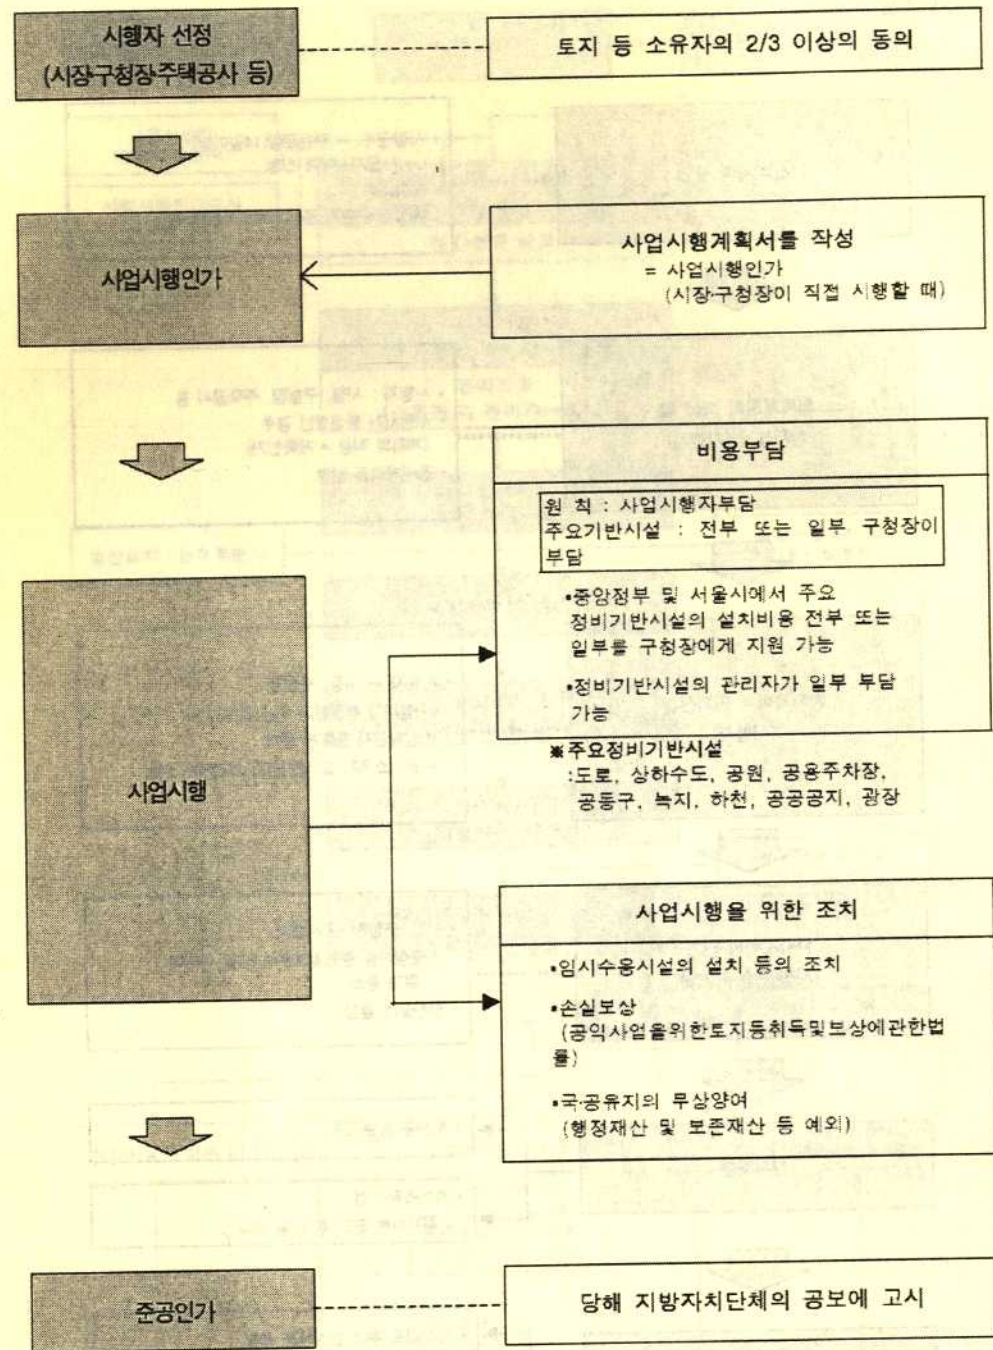 시행자 선정
(시장·구청장·주택공사 등)
토지 등 소유자의 2/3 이상의 동의
사업시행인가
사업시행계획서를 작성
= 사업시행인가
(시장·구청장이 직접 시행할 때)
비용부담
원 칙 : 사업시행자부담
주요기반시설 : 전부 또는 일부 구청장이
부담
▪중앙정부 및 서울시에서 주요
정비기반시설의 설치비용 전부 또는
일부를 구청장에게 지원 가능
▪정비기반시설의 관리자가 일부 부담
가능
※주요정비기반시설
:도로, 상하수도, 공원, 공용주차장,
공동구, 녹지, 하천, 공공공지, 광장
사업시행
사업시행을 위한 조치
▪임시수용시설의 설치 등의 조치
▪손실보상
(공익사업을위한토지등취득및보상에관한법
률)
▪국·공유지의 무상양여
(행정재산 및 보존재산 등 예외)
준공인가
당해 지방자치단체의 공보에 고시